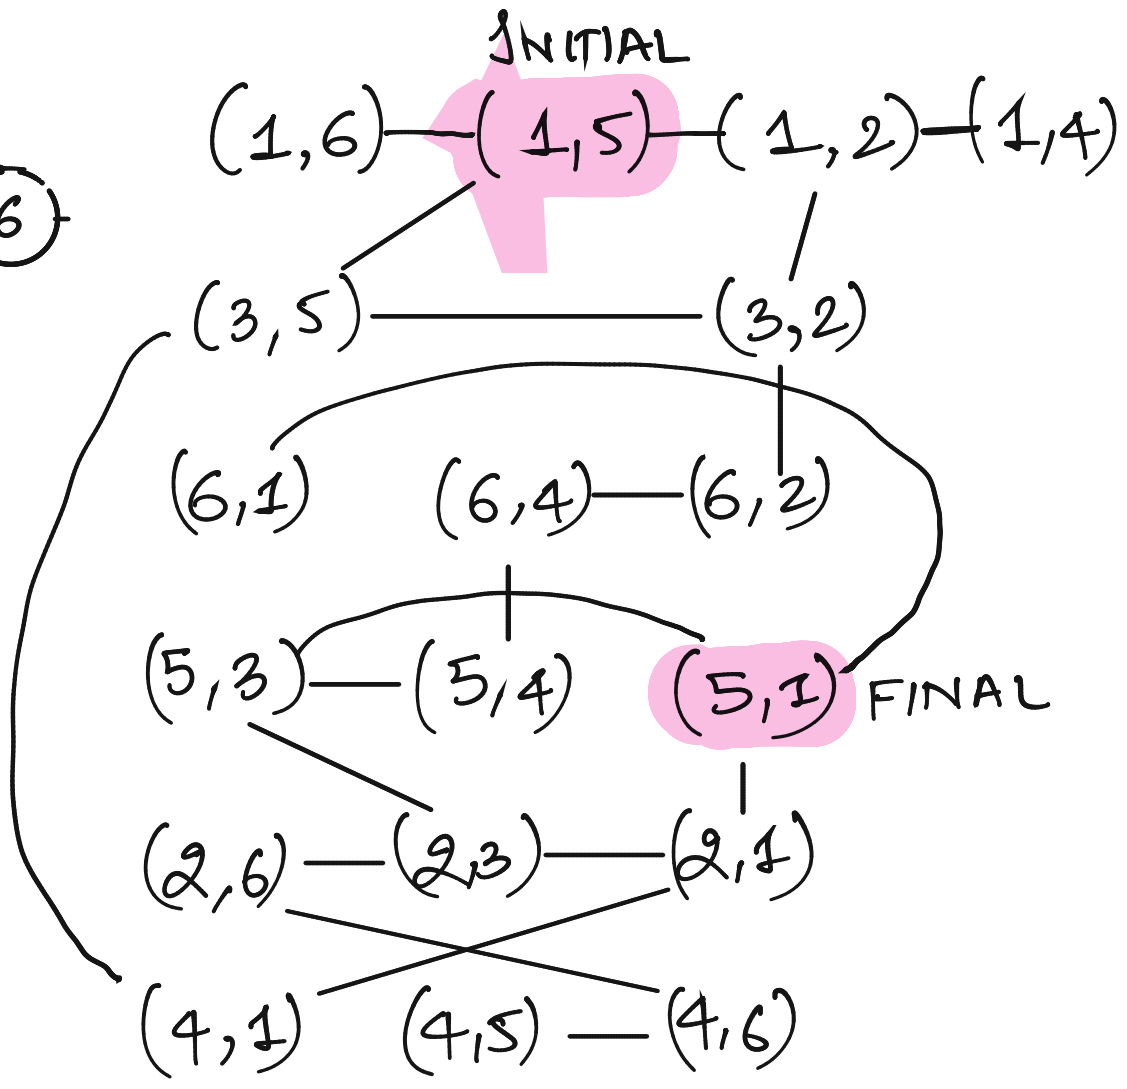 INITIAL
(1,6) (1,5) (1,2) (1,4)
6
(3,5) (3,2)
(6,1) (6,4) (6,2)
(5,3) (5,4) (5,1) FINAL
(2,6) (2,3) (2,1)
(4,1) (4,5) (4,6)